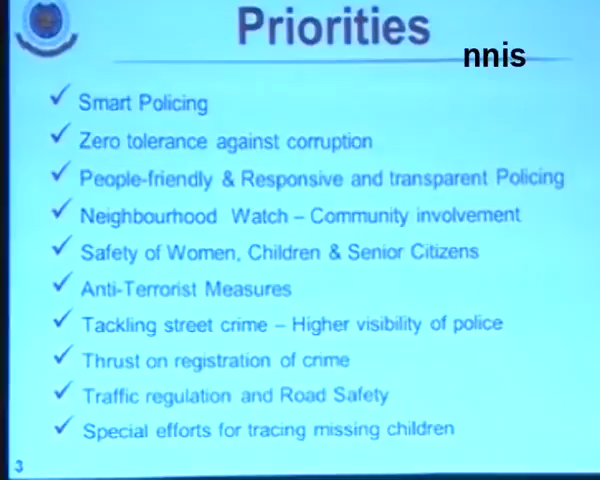 Priorities
nnis
✓ Smart Policing
✓ Zero tolerance against corruption
✓ People-friendly & Responsive and transparent Policing
✓ Neighbourhood Watch – Community involvement
✓ Safety of Women, Children & Senior Citizens
✓ Anti-Terrorist Measures
✓ Tackling street crime – Higher visibility of police
✓ Thrust on registration of crime
✓ Traffic regulation and Road Safety
✓ Special efforts for tracing missing children
3